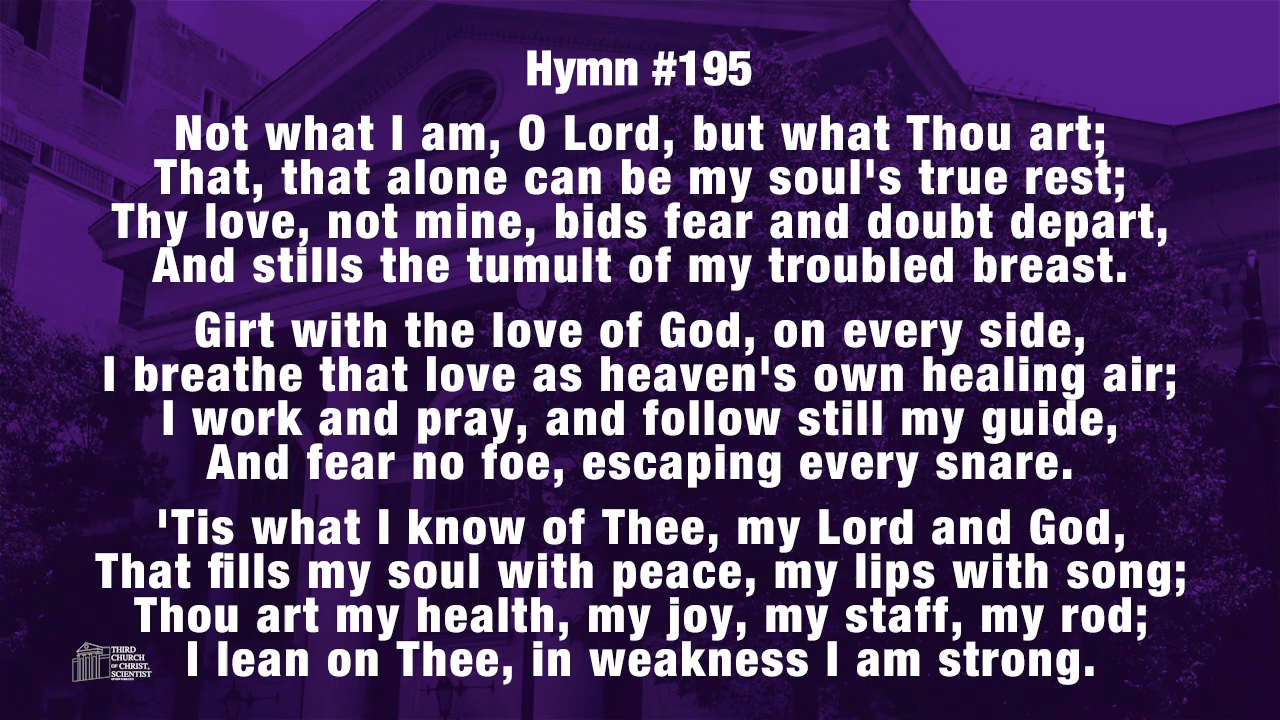 Hymn #195
Not what I am, O Lord, but what Thou art;
That, that alone can be my soul's true rest;
Thy love, not mine, bids fear and doubt depart,
And stills the tumult of my troubled breast.
Girt with the love of God, on every side,
I breathe that love as heaven's own healing air;
I work and pray, and follow still my guide,
And fear no foe, escaping every snare.
'Tis what I know of Thee, my Lord and God,
That fills my soul with peace, my lips with song;
Thou art my health, my joy, my staff, my rod;
I lean on Thee, in weakness I am strong.
THIRD
CHURCH
OF CHRIST,
SCIENTIST